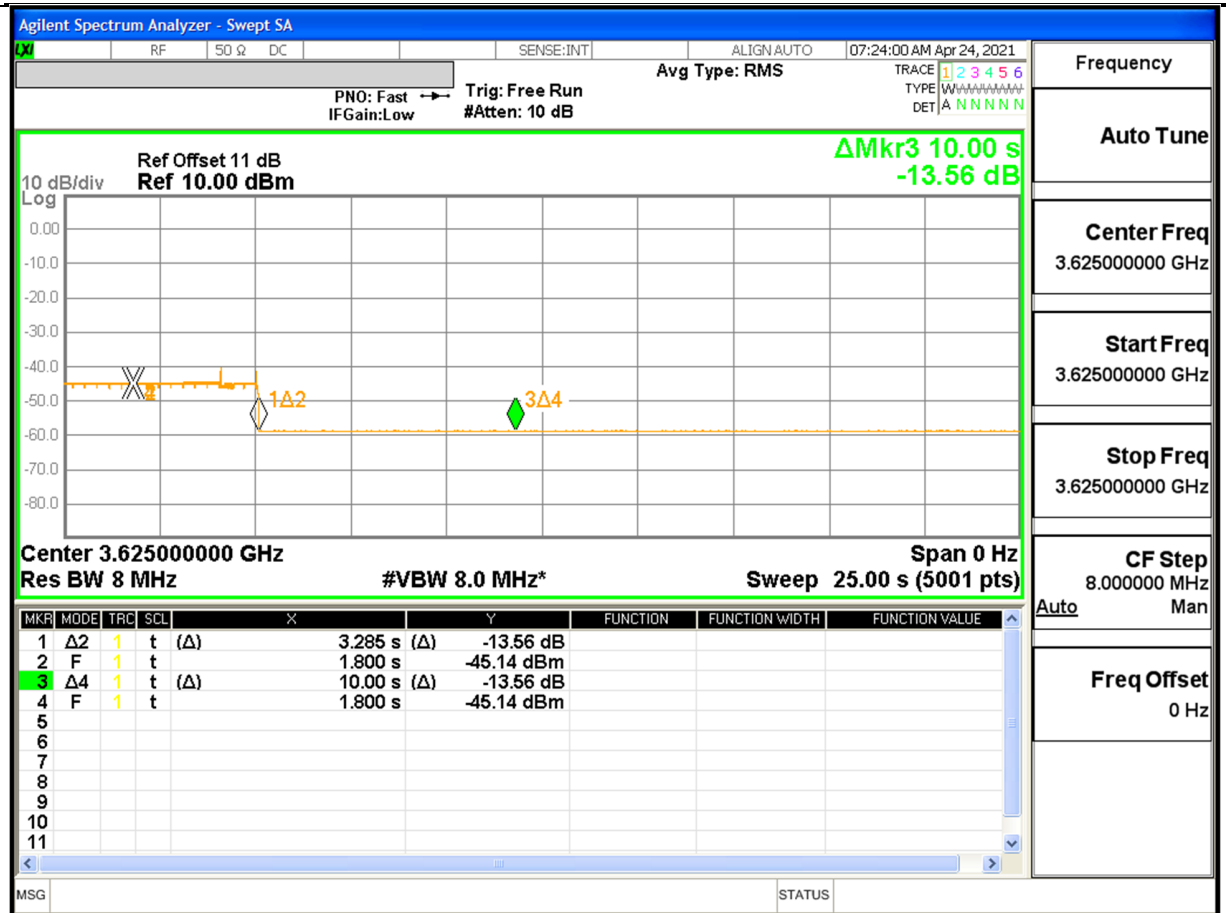 Agilent Spectrum Analyzer - Swept SA
LXI RF 50 Ω DC SENSE:INT ALIGN AUTO 07:24:00 AM Apr 24, 2021
Avg Type: RMS
TRACE 1 2 3 4 5 6
TYPE W
DET A N N N N N
PNO: Fast
IFGain:Low
Trig: Free Run
#Atten: 10 dB
ΔMkr3 10.00 s
-13.56 dB
Ref Offset 11 dB
10 dB/div Ref 10.00 dBm
Log
0.00
-10.0
-20.0
-30.0
-40.0
-50.0
-60.0
-70.0
-80.0
1Δ2
3Δ4
Center 3.625000000 GHz Span 0 Hz
Res BW 8 MHz #VBW 8.0 MHz* Sweep 25.00 s (5001 pts)
MKR MODE TRC SCL X Y FUNCTION FUNCTION WIDTH FUNCTION VALUE
1 Δ2 1 t (Δ) 3.285 s (Δ) -13.56 dB
2 F 1 t 1.800 s -45.14 dBm
3 Δ4 1 t (Δ) 10.00 s (Δ) -13.56 dB
4 F 1 t 1.800 s -45.14 dBm
5
6
7
8
9
10
11
MSG STATUS
Frequency
Auto Tune
Center Freq
3.625000000 GHz
Start Freq
3.625000000 GHz
Stop Freq
3.625000000 GHz
CF Step
8.000000 MHz
Auto Man
Freq Offset
0 Hz